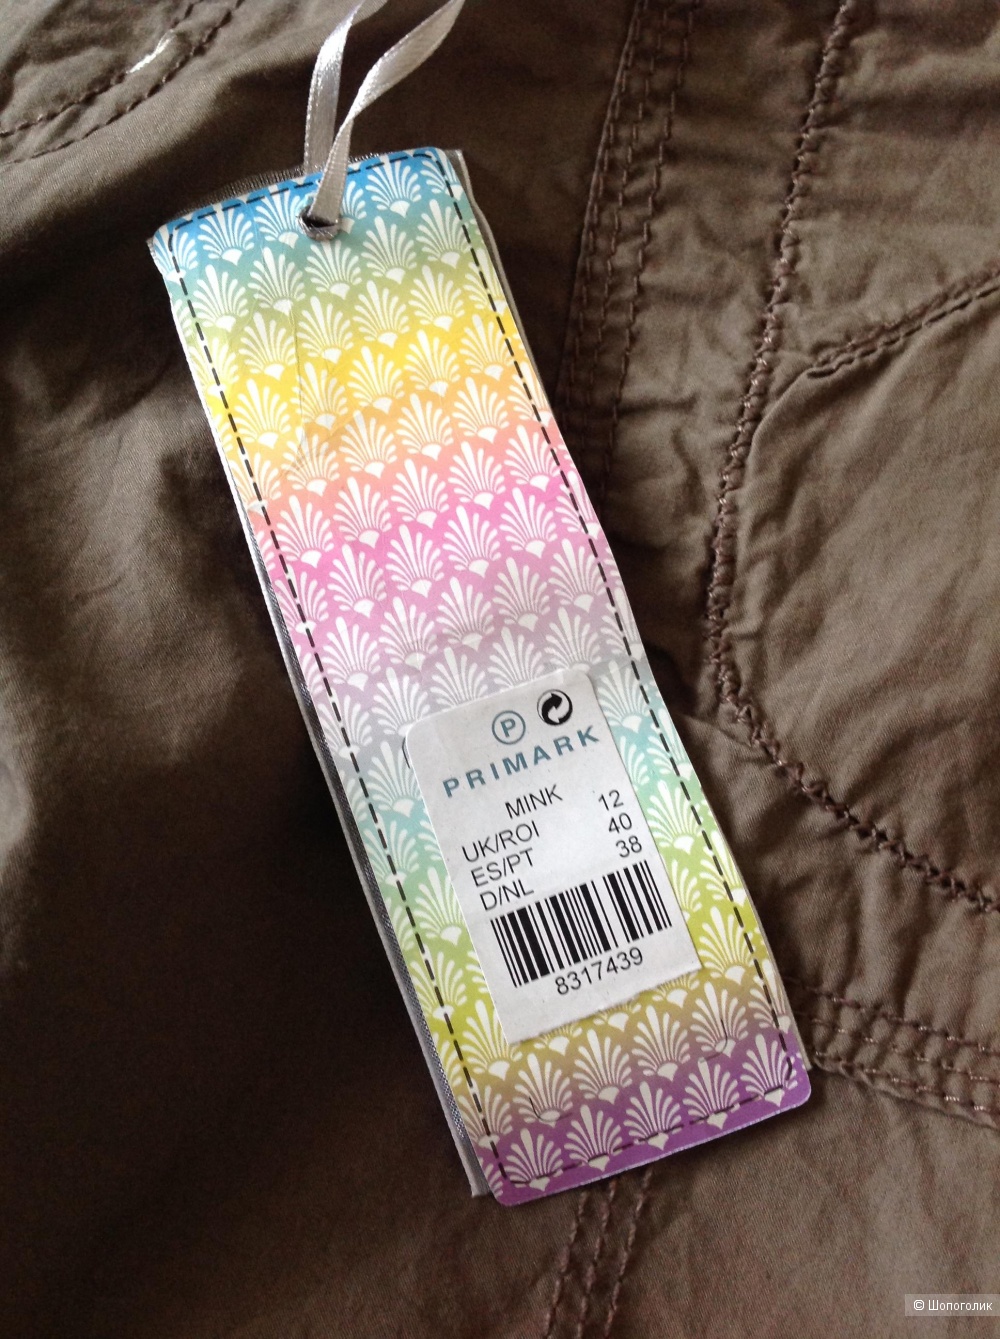 P
PRIMARK
MINK
UK/ROI 12
ES/PT 40
D/NL 38
8317439
© Шопоголик